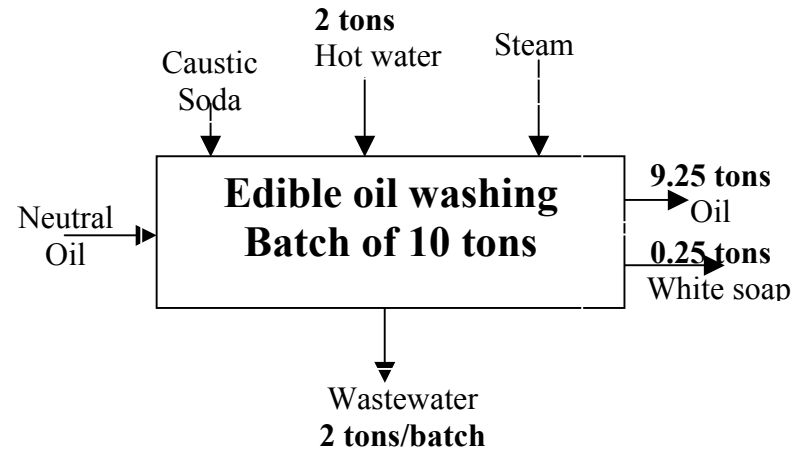 2 tons
Hot water
Steam
Caustic
Soda
Edible oil washing
Batch of 10 tons
Neutral
Oil
9.25 tons
Oil
0.25 tons
White soap
Wastewater
2 tons/batch